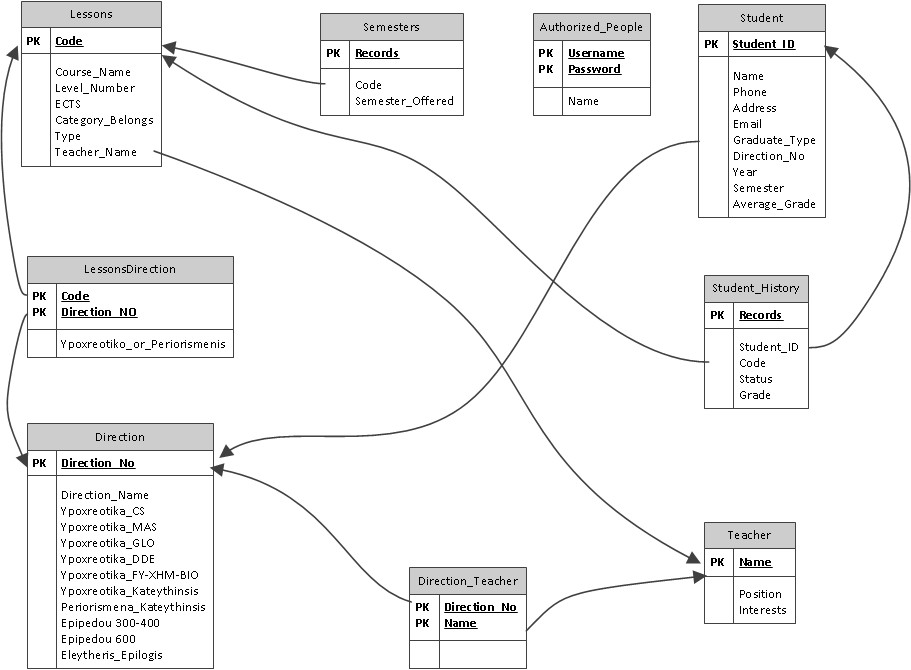 Lessons
PK Code
Course_Name
Level_Number
ECTS
Category_Belongs
Type
Teacher_Name
Semesters
PK Records
Code
Semester_Offered
Authorized_People
PK Username
PK Password
Name
Student
PK Student_ID
Name
Phone
Address
Email
Graduate_Type
Direction_No
Year
Semester
Average_Grade
LessonsDirection
PK Code
PK Direction_NO
Ypoxreotiko_or_Periorismenis
Student_History
PK Records
Student_ID
Code
Status
Grade
Direction
PK Direction_No
Direction_Name
Ypoxreotika_CS
Ypoxreotika_MAS
Ypoxreotika_GLO
Ypoxreotika_DDE
Ypoxreotika_FY-XHM-BIO
Ypoxreotika_Kateythinsis
Periorismena_Kateythinsis
Epipedou 300-400
Epipedou 600
Eleytheris_Epilogis
Direction_Teacher
PK Direction_No
PK Name
Teacher
PK Name
Position
Interests